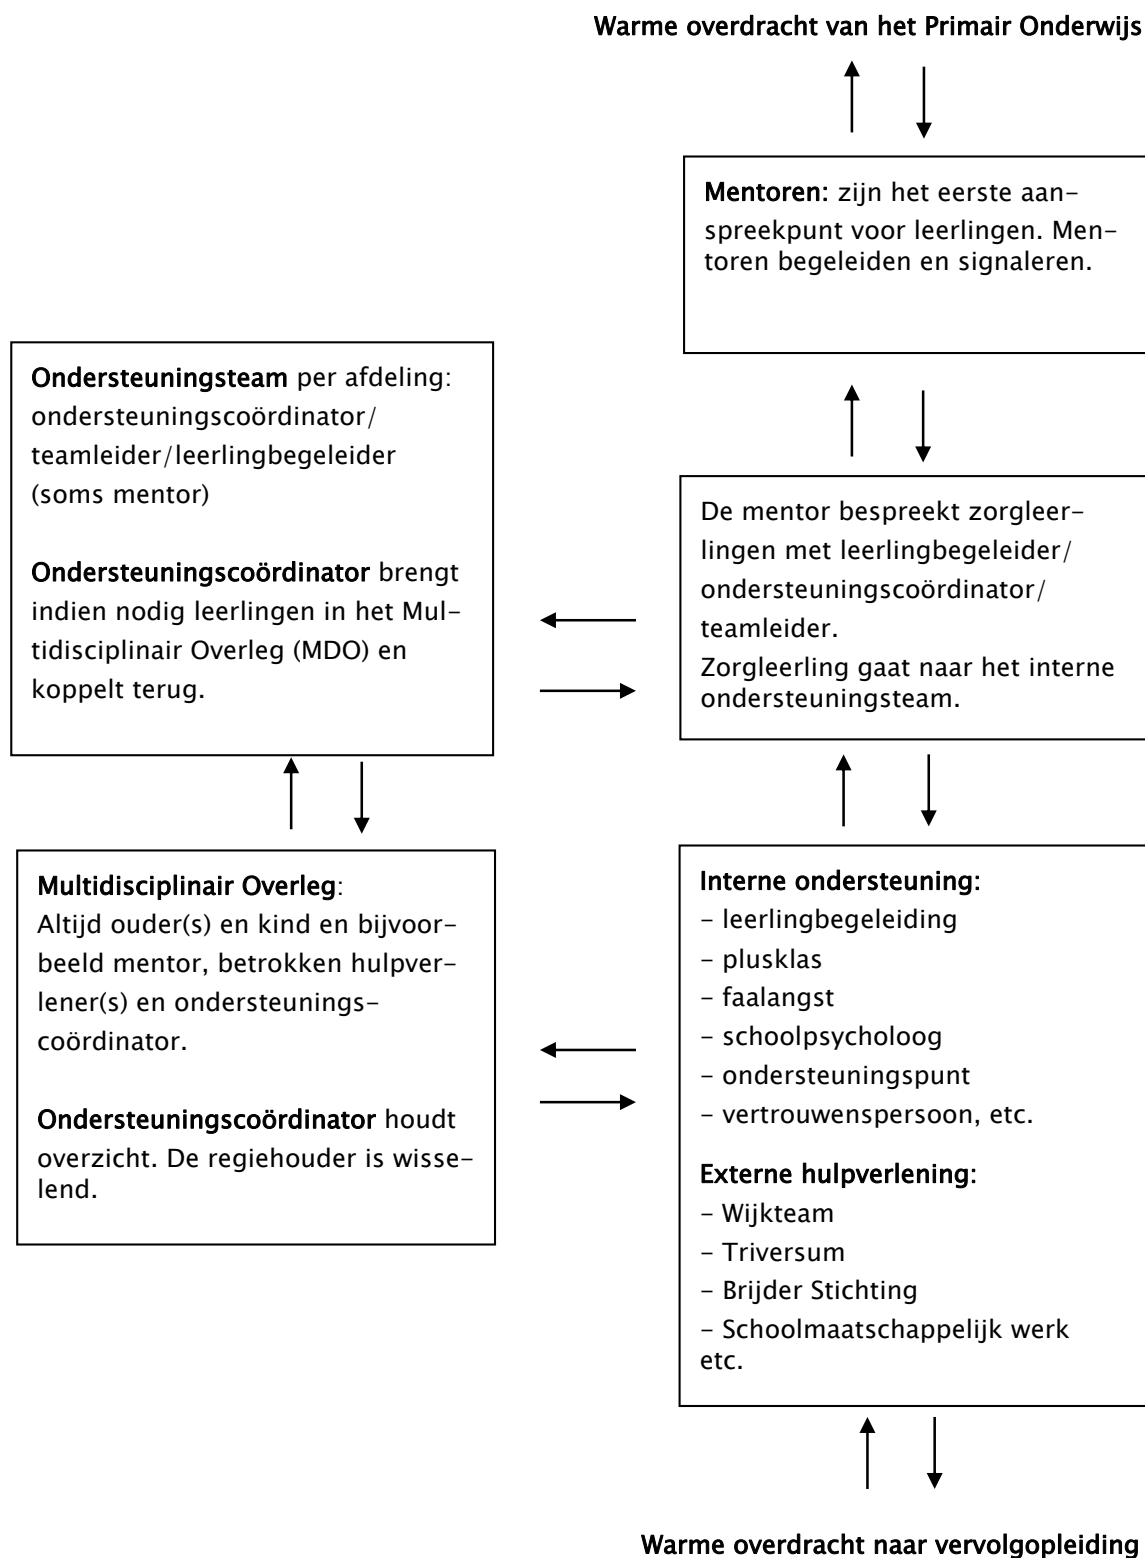 Warme overdracht van het Primair Onderwijs
Mentoren: zijn het eerste aan-
spreekpunt voor leerlingen. Men-
toren begeleiden en signaleren.
Ondersteuningsteam per afdeling:
ondersteuningscoördinator/
teamleider/leerlingbegeleider
(soms mentor)
Ondersteuningscoördinator brengt
indien nodig leerlingen in het Mul-
tidisciplinair Overleg (MDO) en
koppelt terug.
De mentor bespreekt zorgleer-
lingen met leerlingbegeleider/
ondersteuningscoördinator/
teamleider.
Zorgleerling gaat naar het interne
ondersteuningsteam.
Multidisciplinair Overleg:
Altijd ouder(s) en kind en bijvoor-
beeld mentor, betrokken hulpver-
lener(s) en ondersteunings-
coördinator.
Ondersteuningscoördinator houdt
overzicht. De regiehouder is wisse-
lend.
Interne ondersteuning:
- leerlingbegeleiding
- plusklas
- faalangst
- schoolpsycholoog
- ondersteuningspunt
- vertrouwenspersoon, etc.
Externe hulpverlening:
- Wijkteam
- Triversum
- Brijder Stichting
- Schoolmaatschappelijk werk
etc.
Warme overdracht naar vervolgopleiding